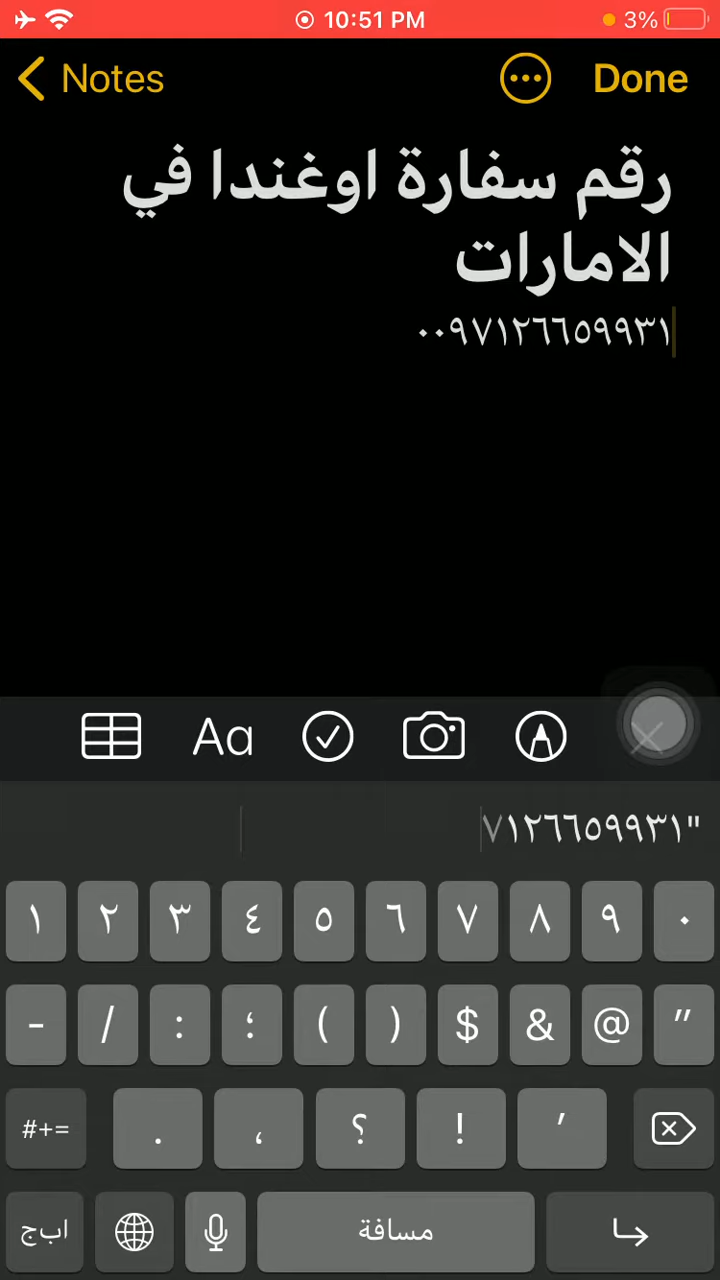 10:51 PM
3%
Notes
Done
رقم سفارة اوغندا في
الامارات
٠٠٩٧١٢٦٦٥٩٩٣١
Aa
٧١٢٦٦٥٩٩٣١"
١ ٢ ٣ ٤ ٥ ٦ ٧ ٨ ٩ ٠
- / : ؛ ( ) $ & @ ”
#+= . ، ؟ ! ’
اب‌ج مسافة